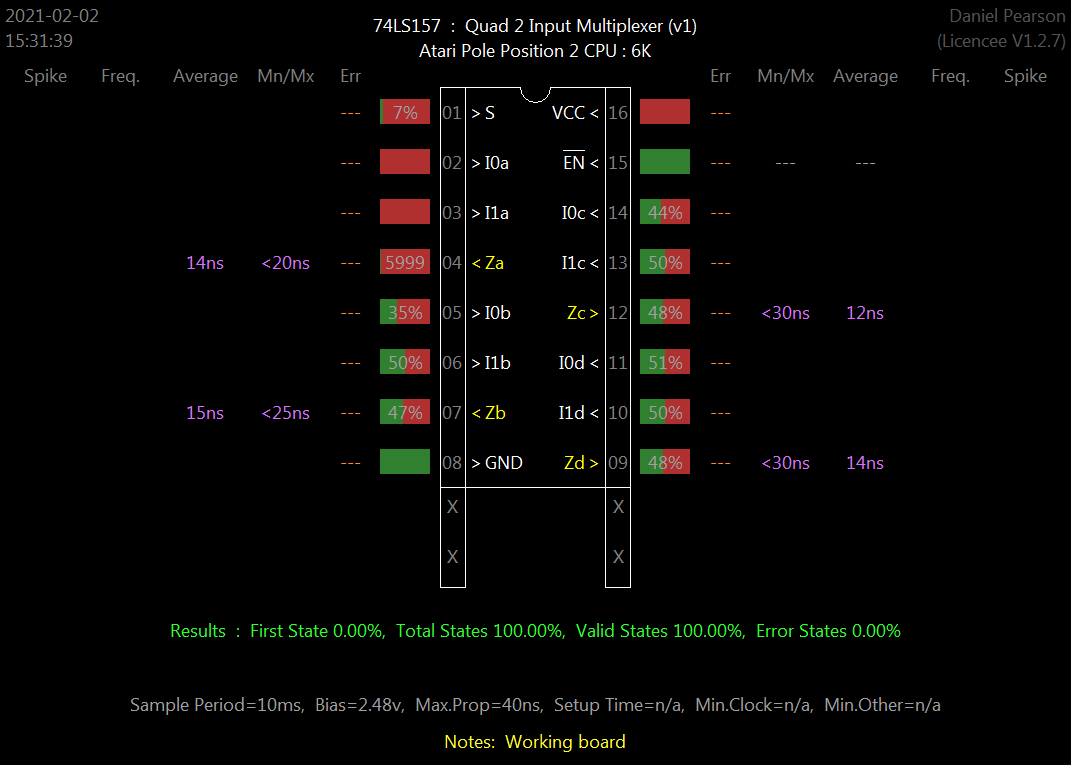 2021-02-02 74LS157 : Quad 2 Input Multiplexer (v1) Daniel Pearson
15:31:39 Atari Pole Position 2 CPU : 6K (Licencee V1.2.7)
Spike Freq. Average Mn/Mx Err Err Mn/Mx Average Freq. Spike
--- 7% 01 > S VCC < 16 ---
--- 02 > I0a EN < 15 --- --- ---
--- 03 > I1a I0c < 14 44% ---
14ns <20ns --- 5999 04 < Za I1c < 13 50% ---
--- 35% 05 > I0b Zc > 12 48% --- <30ns 12ns
--- 50% 06 > I1b I0d < 11 51% ---
15ns <25ns --- 47% 07 < Zb I1d < 10 50% ---
--- 08 > GND Zd > 09 48% --- <30ns 14ns
X X
X X
Results : First State 0.00%, Total States 100.00%, Valid States 100.00%, Error States 0.00%
Sample Period=10ms, Bias=2.48v, Max.Prop=40ns, Setup Time=n/a, Min.Clock=n/a, Min.Other=n/a
Notes: Working board